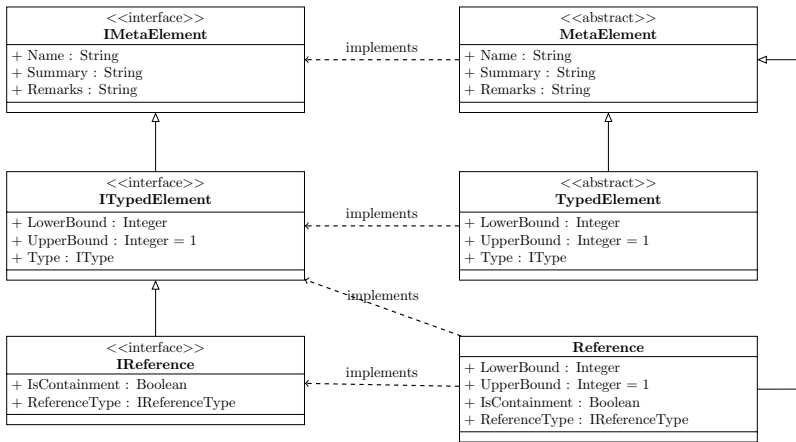 <<interface>>
IMetaElement
+ Name : String
+ Summary : String
+ Remarks : String
implements
<<abstract>>
MetaElement
+ Name : String
+ Summary : String
+ Remarks : String
<<interface>>
ITypedElement
+ LowerBound : Integer
+ UpperBound : Integer = 1
+ Type : IType
implements
<<abstract>>
TypedElement
+ LowerBound : Integer
+ UpperBound : Integer = 1
+ Type : IType
implements
<<interface>>
IReference
+ IsContainment : Boolean
+ ReferenceType : IReferenceType
implements
Reference
+ LowerBound : Integer
+ UpperBound : Integer = 1
+ IsContainment : Boolean
+ ReferenceType : IReferenceType